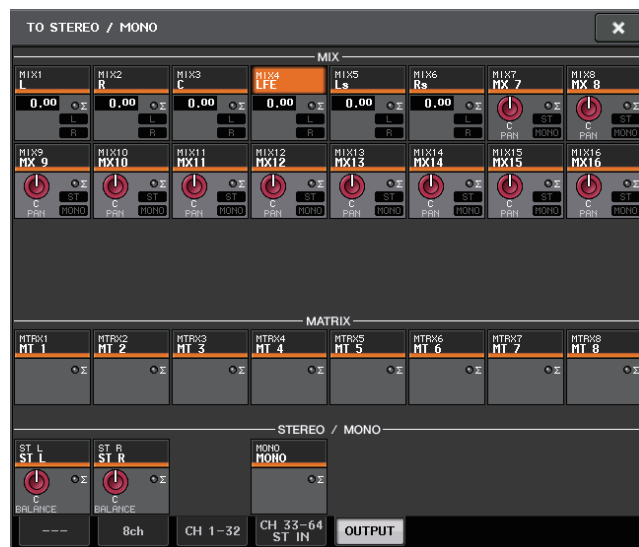 TO STEREO / MONO
MIX
MIX1 MIX2 MIX3 MIX4 MIX5 MIX6 MIX7 MIX8
L R C LFE Ls Rs MX 7 MX 8
0.00 Σ 0.00 Σ 0.00 Σ 0.00 Σ 0.00 Σ 0.00 Σ Σ Σ
L L L L L L C ST C ST
R R R R R R PAN MONO PAN MONO
MIX9 MIX10 MIX11 MIX12 MIX13 MIX14 MIX15 MIX16
MX 9 MX10 MX11 MX12 MX13 MX14 MX15 MX16
Σ Σ Σ Σ Σ Σ Σ Σ
C ST C ST C ST C ST C ST C ST C ST C ST
PAN MONO PAN MONO PAN MONO PAN MONO PAN MONO PAN MONO PAN MONO PAN MONO
MATRIX
MTRX1 MTRX2 MTRX3 MTRX4 MTRX5 MTRX6 MTRX7 MTRX8
MT 1 MT 2 MT 3 MT 4 MT 5 MT 6 MT 7 MT 8
Σ Σ Σ Σ Σ Σ Σ Σ
STEREO / MONO
ST L ST R MONO
ST L ST R MONO
Σ Σ Σ
C C
BALANCE BALANCE
--- 8ch CH 1-32 CH 33-64 OUTPUT
ST IN